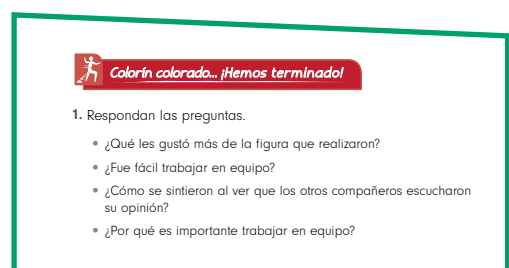 Colorín colorado... ¡Hemos terminado!
1. Respondan las preguntas.
• ¿Qué les gustó más de la figura que realizaron?
• ¿Fue fácil trabajar en equipo?
• ¿Cómo se sintieron al ver que los otros compañeros escucharon
su opinión?
• ¿Por qué es importante trabajar en equipo?